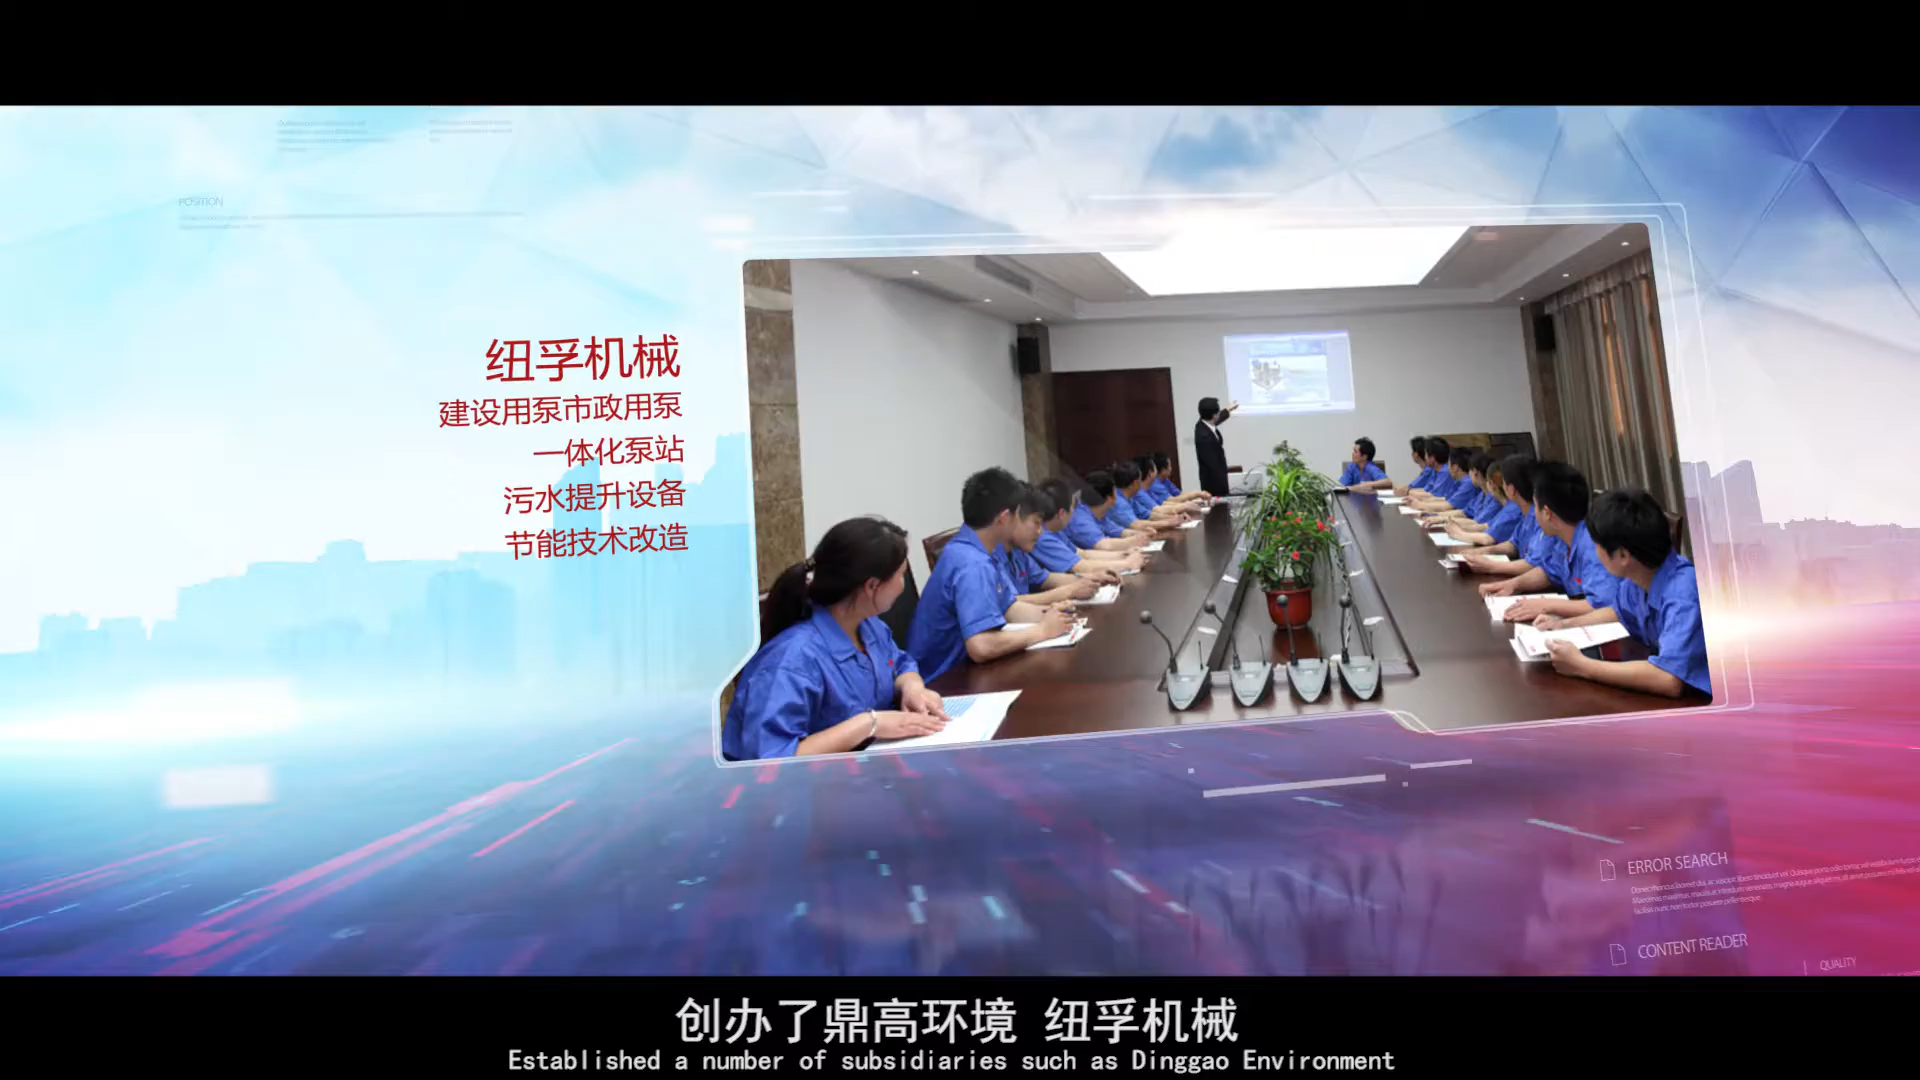 POSITION
纽孚机械
建设用泵市政用泵
一体化泵站
污水提升设备
节能技术改造
ERROR SEARCH
CONTENT READER
QUALITY
创办了鼎高环境 纽孚机械
Established a number of subsidiaries such as Dinggao Environment